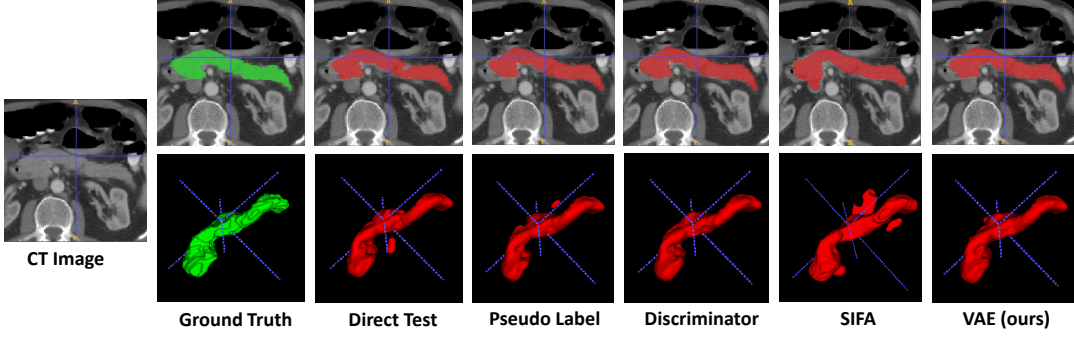 CT Image
Ground Truth
Direct Test
Pseudo Label
Discriminator
SIFA
VAE (ours)